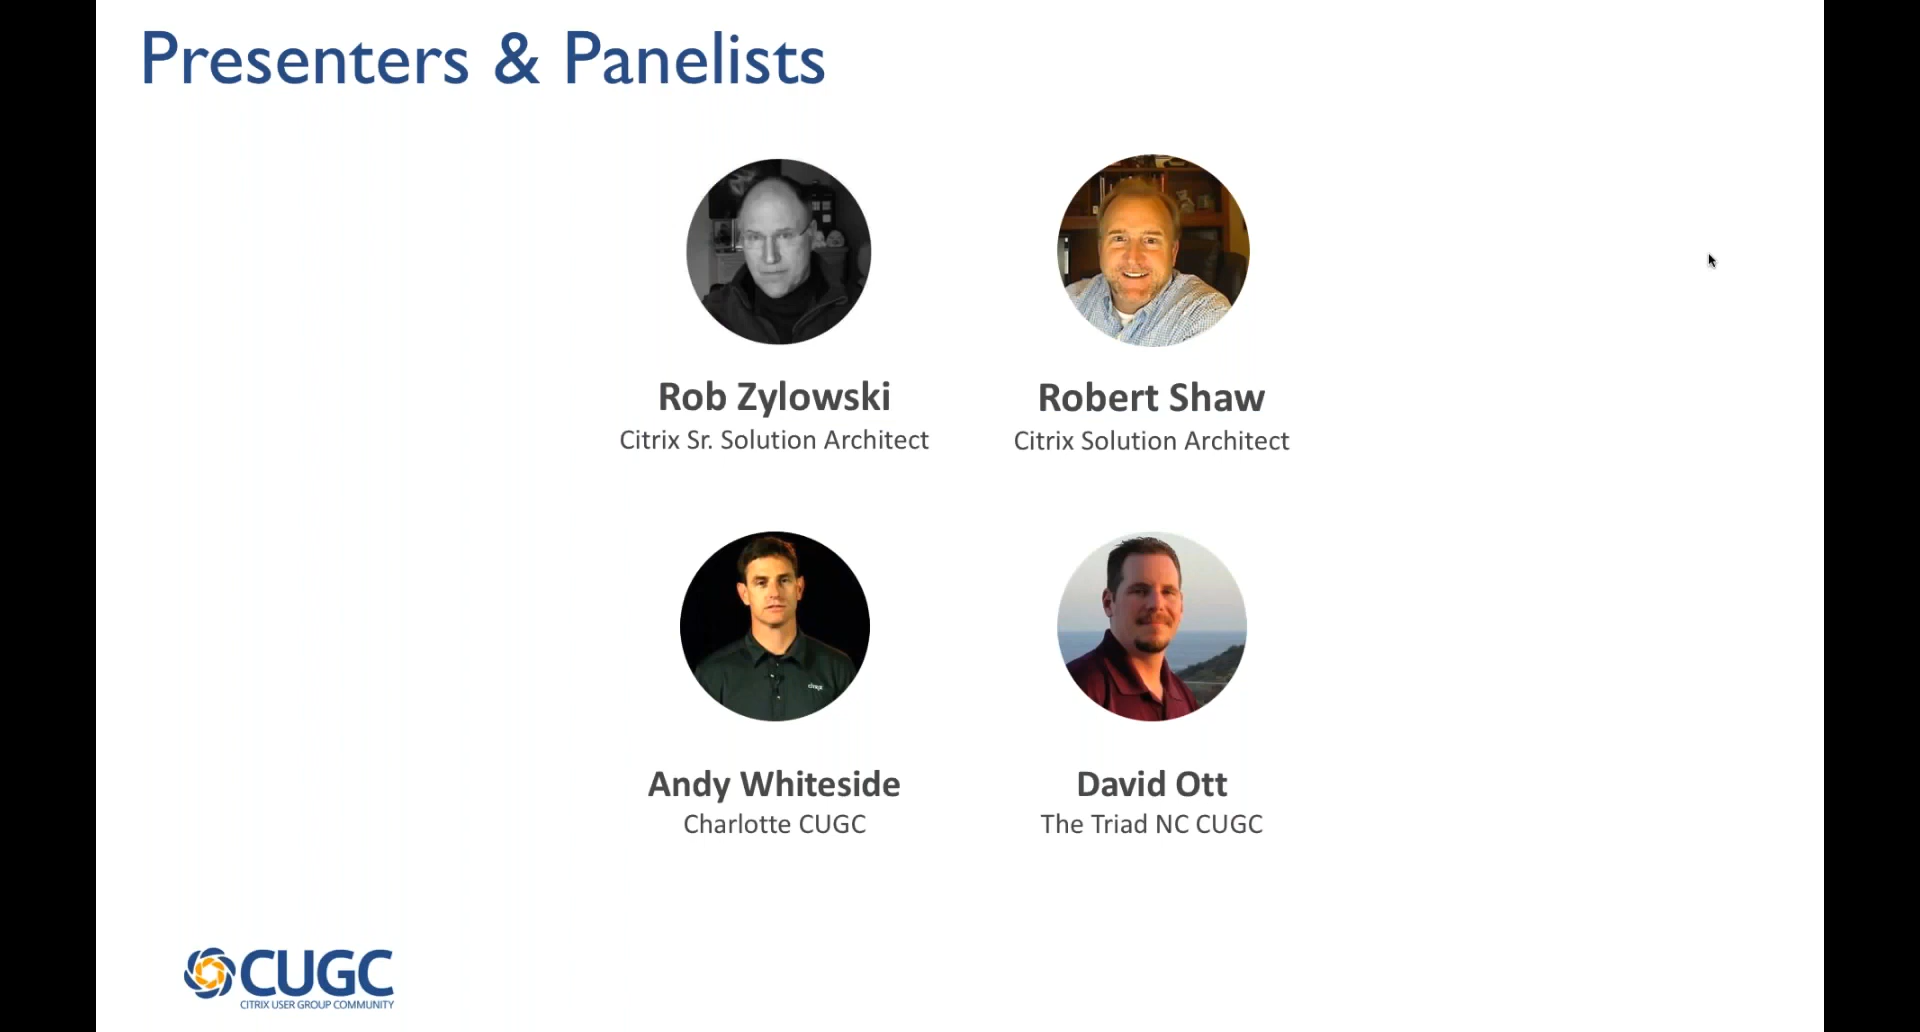 Presenters & Panelists
Rob Zylowski
Citrix Sr. Solution Architect
Robert Shaw
Citrix Solution Architect
Andy Whiteside
Charlotte CUGC
David Ott
The Triad NC CUGC
CUGC
CITRIX USER GROUP COMMUNITY